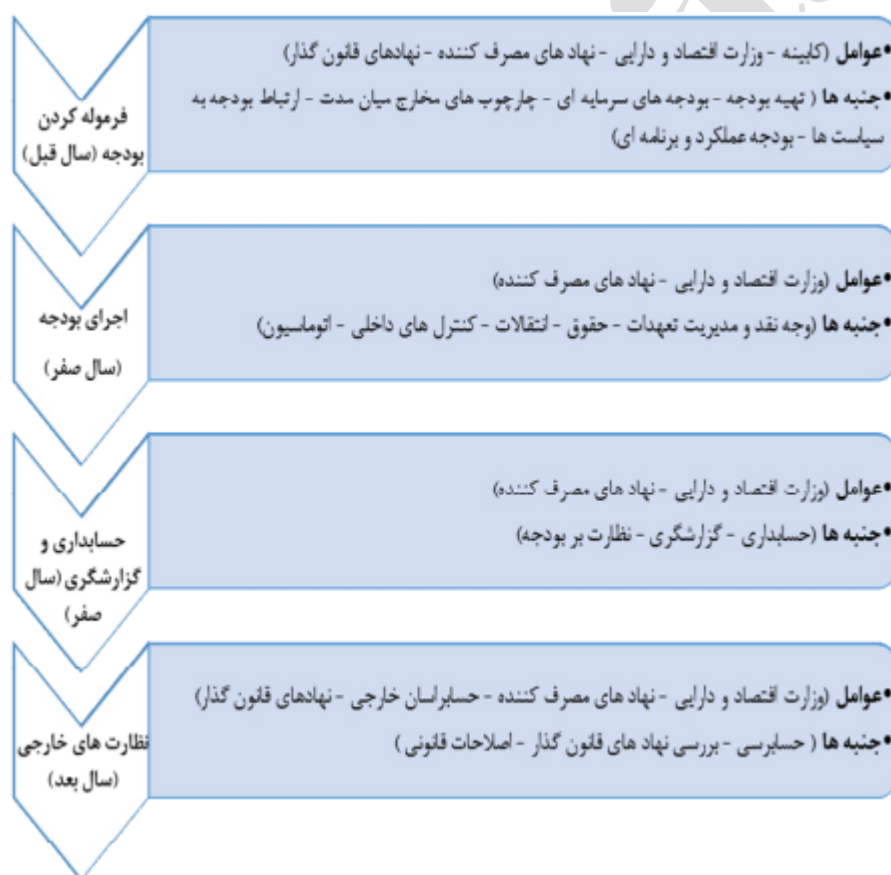 فرموله کردن
بودجه (سال قبل)
•عوامل (کابینه - وزارت اقتصاد و دارایی - نهاد های مصرف کننده - نهادهای قانون گذار)
•جنبه ها ( تهیه بودجه - بودجه های سرمایه ای - چارچوب های مخارج میان مدت - ارتباط بودجه به
سیاست ها - بودجه عملکرد و برنامه ای)
اجرای بودجه
(سال صفر)
•عوامل (وزارت اقتصاد و دارایی - نهاد های مصرف کننده)
•جنبه ها (وجه نقد و مدیریت تعهدات - حقوق - انتقالات - کنترل های داخلی - اتوماسیون)
حسابداری و
گزارشگری (سال
صفر)
•عوامل (وزارت اقتصاد و دارایی - نهاد های مصرف کننده)
•جنبه ها (حسابداری - گزارشگری - نظارت بر بودجه)
نظارت های خارجی
(سال بعد)
•عوامل (وزارت اقتصاد و دارایی - نهاد های مصرف کننده - حسابراسان خارجی - نهادهای قانون گذار)
•جنبه ها ( حسابرسی - بررسی نهاد های قانون گذار - اصلاحات قانونی )